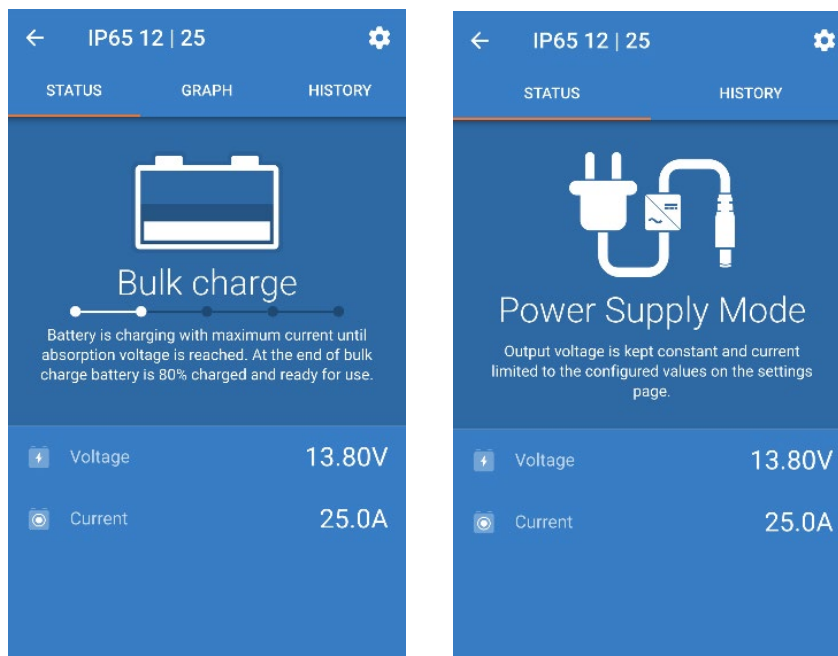 IP65 12 | 25
STATUS GRAPH HISTORY
Bulk charge
Battery is charging with maximum current until
absorption voltage is reached. At the end of bulk
charge battery is 80% charged and ready for use.
Voltage 13.80V
Current 25.0A
IP65 12 | 25
STATUS HISTORY
Power Supply Mode
Output voltage is kept constant and current
limited to the configured values on the settings
page.
Voltage 13.80V
Current 25.0A